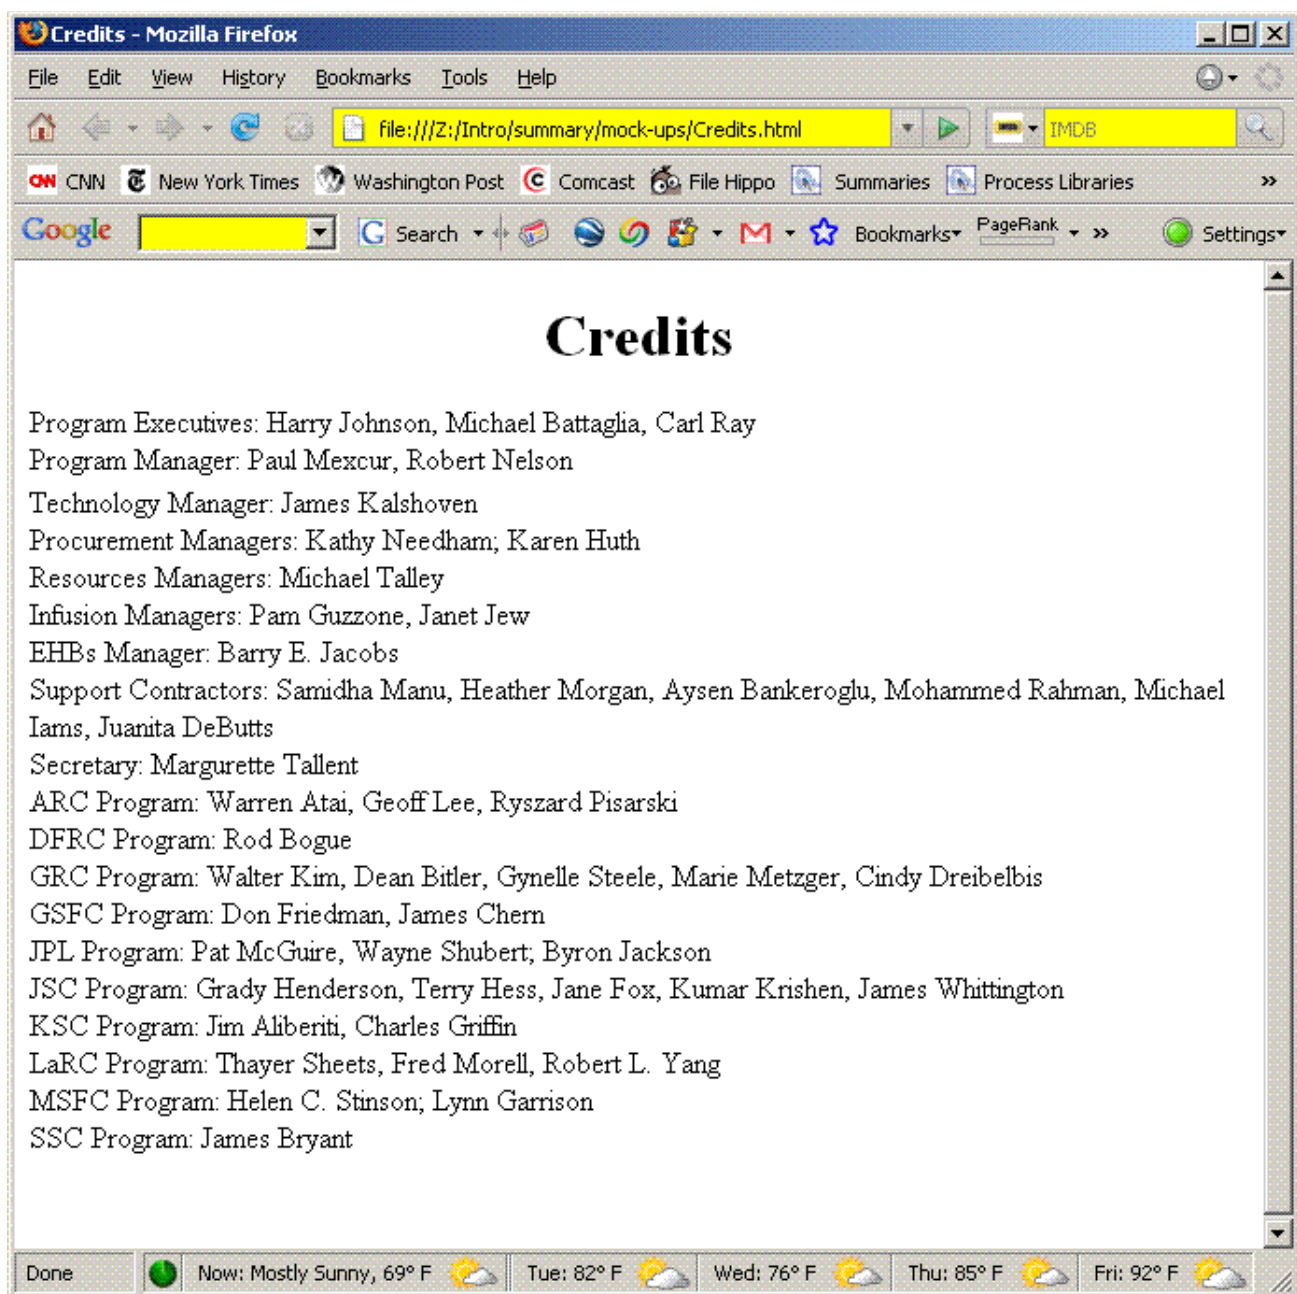 Credits - Mozilla Firefox
File Edit View History Bookmarks Tools Help
file:///Z:/Intro/summary/mock-ups/Credits.html IMDB
CNN CNN New York Times Washington Post Comcast File Hippo Summaries Process Libraries »
Google G Search Bookmarks PageRank » Settings
Credits
Program Executives: Harry Johnson, Michael Battaglia, Carl Ray
Program Manager: Paul Mexcur, Robert Nelson
Technology Manager: James Kalshoven
Procurement Managers: Kathy Needham; Karen Huth
Resources Managers: Michael Talley
Infusion Managers: Pam Guzzone, Janet Jew
EHBs Manager: Barry E. Jacobs
Support Contractors: Samidha Manu, Heather Morgan, Aysen Bankeroglu, Mohammed Rahman, Michael
Iams, Juanita DeButts
Secretary: Margurette Tallent
ARC Program: Warren Atai, Geoff Lee, Ryszard Pisarski
DFRC Program: Rod Bogue
GRC Program: Walter Kim, Dean Bitler, Gynelle Steele, Marie Metzger, Cindy Dreibelbis
GSFC Program: Don Friedman, James Chern
JPL Program: Pat McGuire, Wayne Shubert; Byron Jackson
JSC Program: Grady Henderson, Terry Hess, Jane Fox, Kumar Krishen, James Whittington
KSC Program: Jim Aliberiti, Charles Griffin
LaRC Program: Thayer Sheets, Fred Morell, Robert L. Yang
MSFC Program: Helen C. Stinson; Lynn Garrison
SSC Program: James Bryant
Done Now: Mostly Sunny, 69° F Tue: 82° F Wed: 76° F Thu: 85° F Fri: 92° F